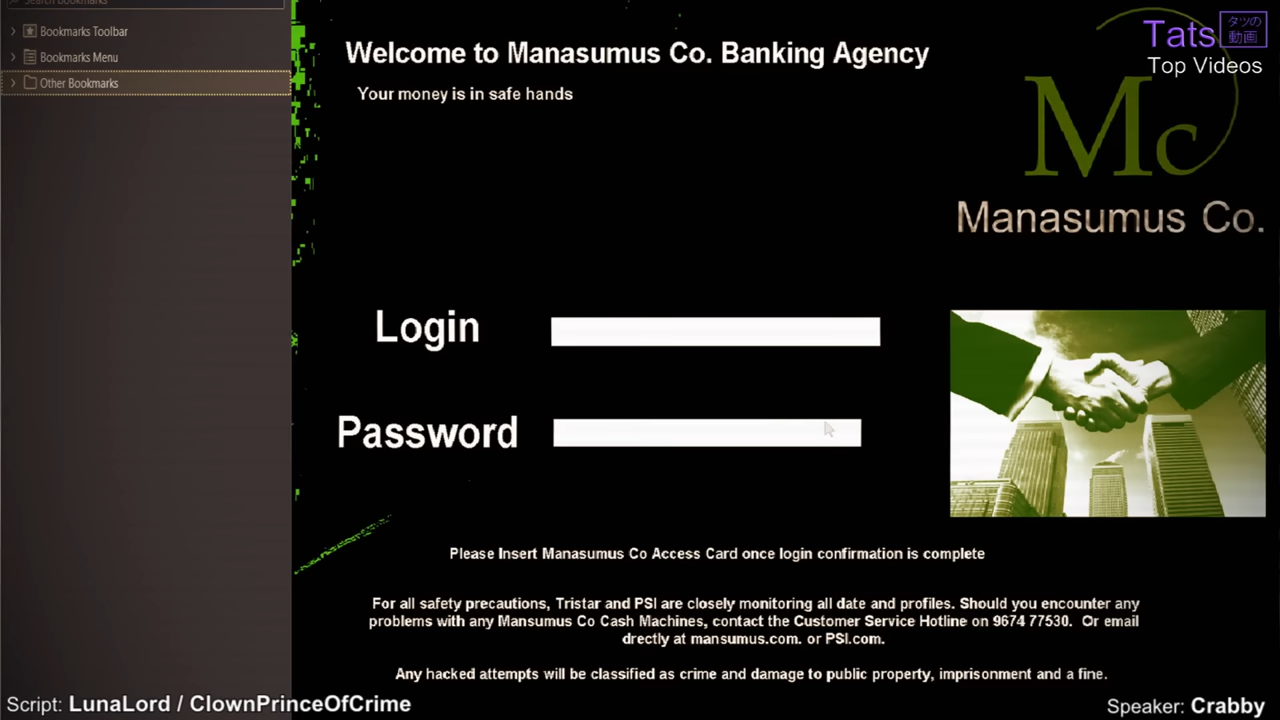 Search bookmarks
Bookmarks Toolbar
Bookmarks Menu
Other Bookmarks
Welcome to Manasumus Co. Banking Agency
Your money is in safe hands
Tats タツの動画
Top Videos
Mc
Manasumus Co.
Login
Password
Please Insert Manasumus Co Access Card once login confirmation is complete
For all safety precautions, Tristar and PSI are closely monitoring all date and profiles. Should you encounter any
problems with any Mansumus Co Cash Machines, contact the Customer Service Hotline on 9674 77530. Or email
drectly at mansumus.com. or PSI.com.
Any hacked attempts will be classified as crime and damage to public property, imprisonment and a fine.
Script: LunaLord / ClownPrinceOfCrime
Speaker: Crabby